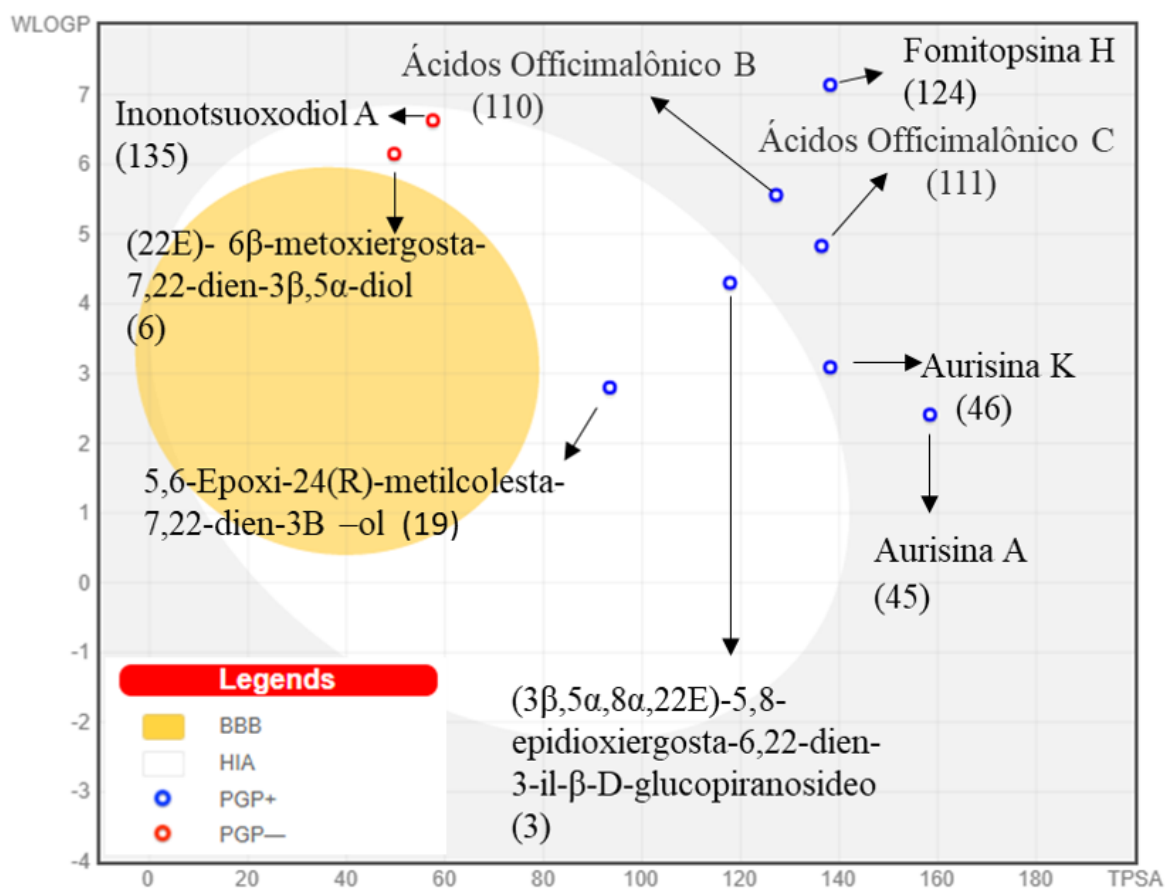 WLOGP
Fomitopsina H
(124)
Ácidos Officimalônico B
(110)
7
Inonotsuoxodiol A
(135)
Ácidos Officimalônico C
(111)
6
5
(22E)- 6β-metoxiergosta-
7,22-dien-3β,5α-diol
(6)
4
3
Aurisina K
(46)
2
5,6-Epoxi-24(R)-metilcolesta-
7,22-dien-3B –ol (19)
1
Aurisina A
(45)
0
-1
Legends
BBB
HIA
PGP+
PGP—
(3β,5α,8α,22E)-5,8-
epidioxiergosta-6,22-dien-
3-il-β-D-glucopiranosideo
(3)
-2
-3
-4
0 20 40 60 80 100 120 140 160 180 TPSA